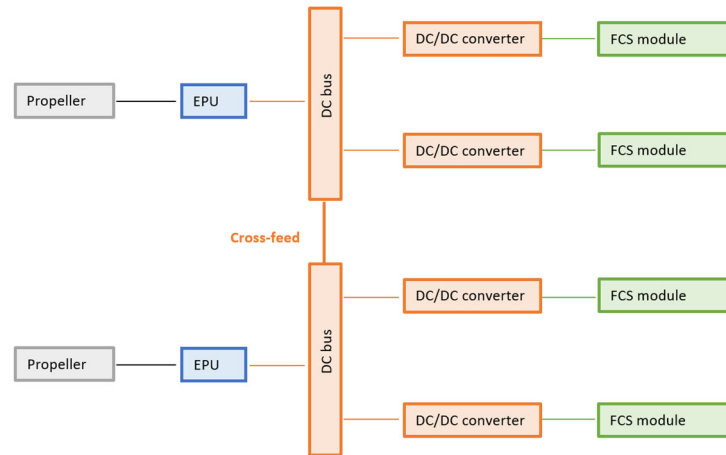 DC/DC converter
FCS module
Propeller
EPU
DC bus
DC/DC converter
FCS module
Cross-feed
DC/DC converter
FCS module
Propeller
EPU
DC bus
DC/DC converter
FCS module